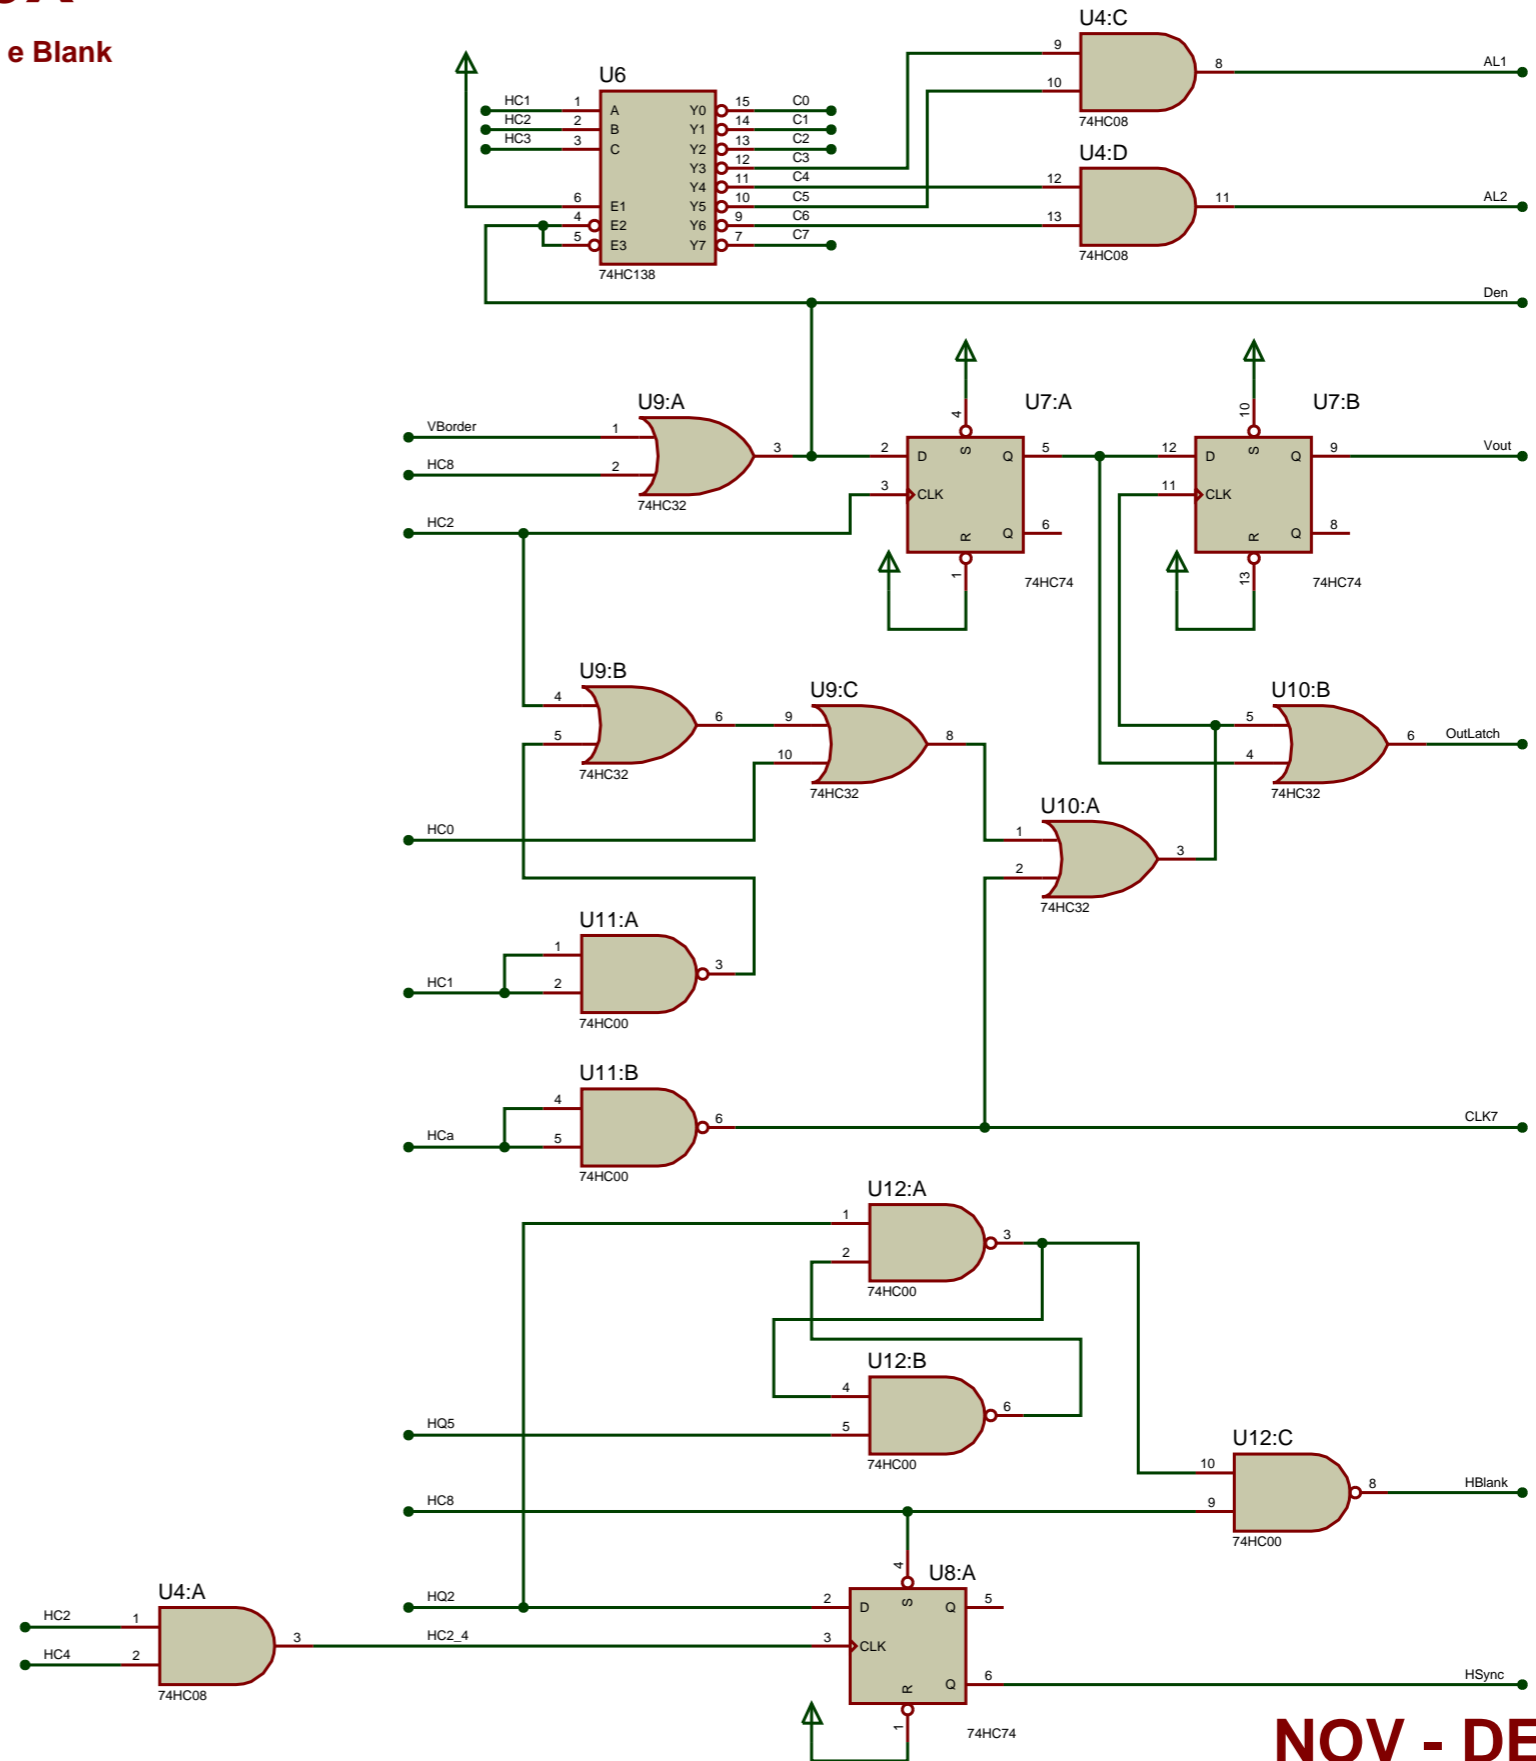 e Blank
U4:C
9
10
8
AL1
74HC08
U6
HC1
1
A
Y0
15
C0
HC2
2
B
Y1
14
C1
HC3
3
C
Y2
13
C2
Y3
12
C3
Y4
11
C4
6
E1
Y5
10
C5
4
E2
Y6
9
C6
5
E3
Y7
7
C7
74HC138
U4:D
12
13
11
AL2
74HC08
Den
U9:A
VBorder
1
HC8
2
3
74HC32
HC2
U7:A
4
2
D
S
Q
5
3
CLK
R
Q
6
1
74HC74
U7:B
10
12
D
S
Q
9
Vout
11
CLK
R
Q
8
13
74HC74
U9:B
4
5
6
74HC32
U9:C
9
10
8
74HC32
U10:B
5
4
6
OutLatch
74HC32
HC0
U10:A
1
2
3
74HC32
U11:A
1
HC1
2
3
74HC00
U11:B
4
HCa
5
6
CLK7
74HC00
U12:A
1
2
3
74HC00
U12:B
4
HQ5
5
6
74HC00
U12:C
10
HC8
9
8
HBlank
74HC00
U4:A
HC2
1
HC4
2
3
HC2_4
74HC08
U8:A
4
HQ2
2
D
S
Q
5
3
CLK
R
Q
6
HSync
1
74HC74
NOV - DE